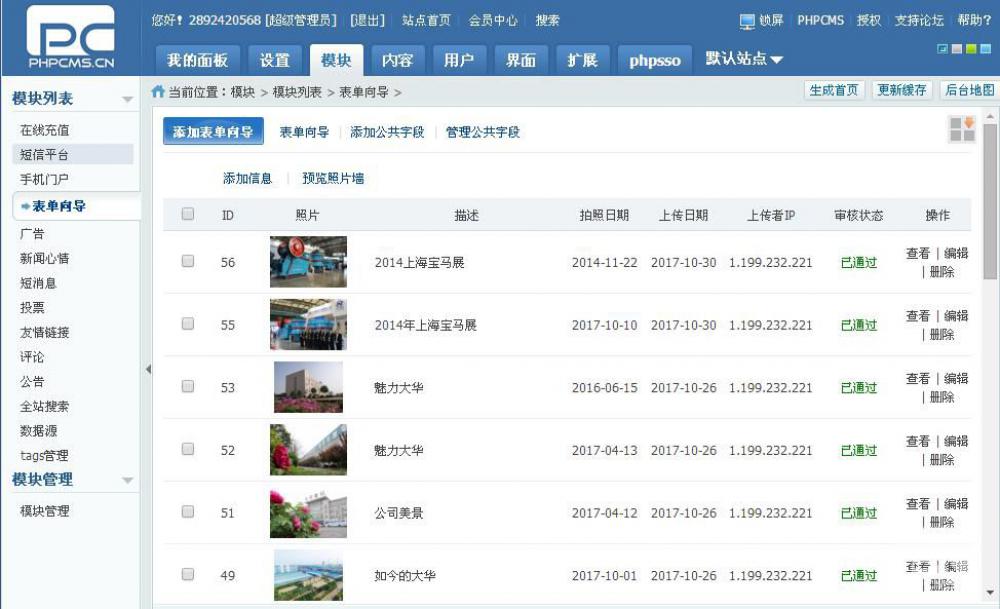 PC
PHPCMS.CN
您好! 2892420568 [超级管理员] [退出] 站点首页 会员中心 搜索
锁屏 PHPCMS 授权 支持论坛 帮助?
我的面板 设置 模块 内容 用户 界面 扩展 phpsso 默认站点
模块列表
在线充值
短信平台
手机门户
表单向导
广告
新闻心情
短消息
投票
友情链接
评论
公告
全站搜索
数据源
tags管理
模块管理
模块管理
当前位置:模块 > 模块列表 > 表单向导 >
生成首页 更新缓存 后台地图
添加表单向导 表单向导 添加公共字段 管理公共字段
添加信息 预览照片墙
ID 照片 描述 拍照日期 上传日期 上传者IP 审核状态 操作
56 2014上海宝马展 2014-11-22 2017-10-30 1.199.232.221 已通过 查看 | 编辑
| 删除
55 2014年上海宝马展 2017-10-10 2017-10-30 1.199.232.221 已通过 查看 | 编辑
| 删除
53 魅力大华 2016-06-15 2017-10-26 1.199.232.221 已通过 查看 | 编辑
| 删除
52 魅力大华 2017-04-13 2017-10-26 1.199.232.221 已通过 查看 | 编辑
| 删除
51 公司美景 2017-04-12 2017-10-26 1.199.232.221 已通过 查看 | 编辑
| 删除
49 如今的大华 2017-10-01 2017-10-26 1.199.232.221 已通过 查看 | 编辑
| 删除